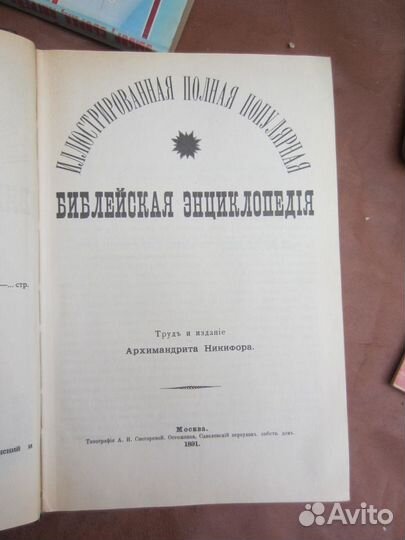 ИЛЛЮСТРИРОВАННАЯ ПОЛНАЯ ПОПУЛЯРНАЯ
БИБЛЕЙСКАЯ ЭНЦИКЛОПЕДІЯ
—... стр.
Трудъ и изданіе
Архимандрита Никифора.
Москва.
Типографія А. И. Снегиревой. Остоженка, Савеловскій переулокъ, собств. домъ.
1891.
нский и
Avito